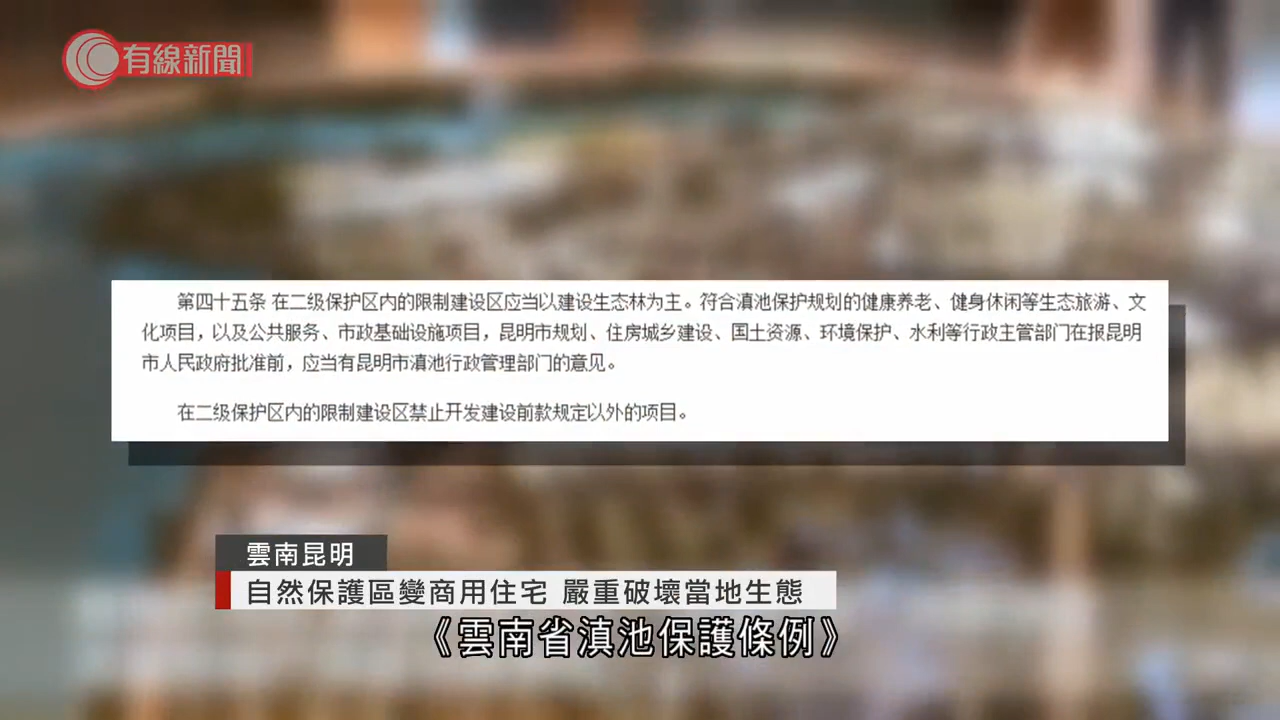 有線新聞
第四十五条 在二级保护区内的限制建设区应当以建设生态林为主。符合滇池保护规划的健康养老、健身休闲等生态旅游、文
化项目，以及公共服务、市政基础设施项目，昆明市规划、住房城乡建设、国土资源、环境保护、水利等行政主管部门在报昆明
市人民政府批准前，应当有昆明市滇池行政管理部门的意见。
在二级保护区内的限制建设区禁止开发建设前款规定以外的项目。
雲南昆明
自然保護區變商用住宅 嚴重破壞當地生態
《雲南省滇池保護條例》